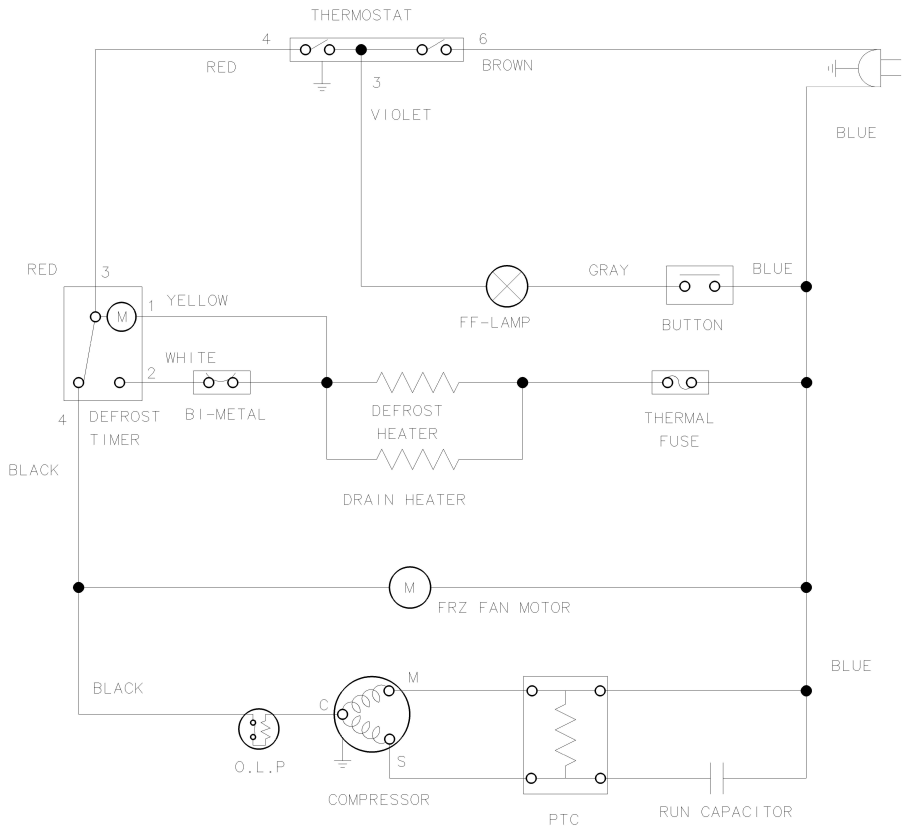 THERMOSTAT
4
6
RED
BROWN
3
VIOLET
BLUE
RED
3
GRAY
BLUE
1
YELLOW
M
FF-LAMP
BUTTON
WHITE
2
4
DEFROST
TIMER
BI-METAL
DEFROST
HEATER
THERMAL
FUSE
BLACK
DRAIN HEATER
M
FRZ FAN MOTOR
BLUE
BLACK
M
C
S
O.L.P
COMPRESSOR
PTC
RUN CAPACITOR